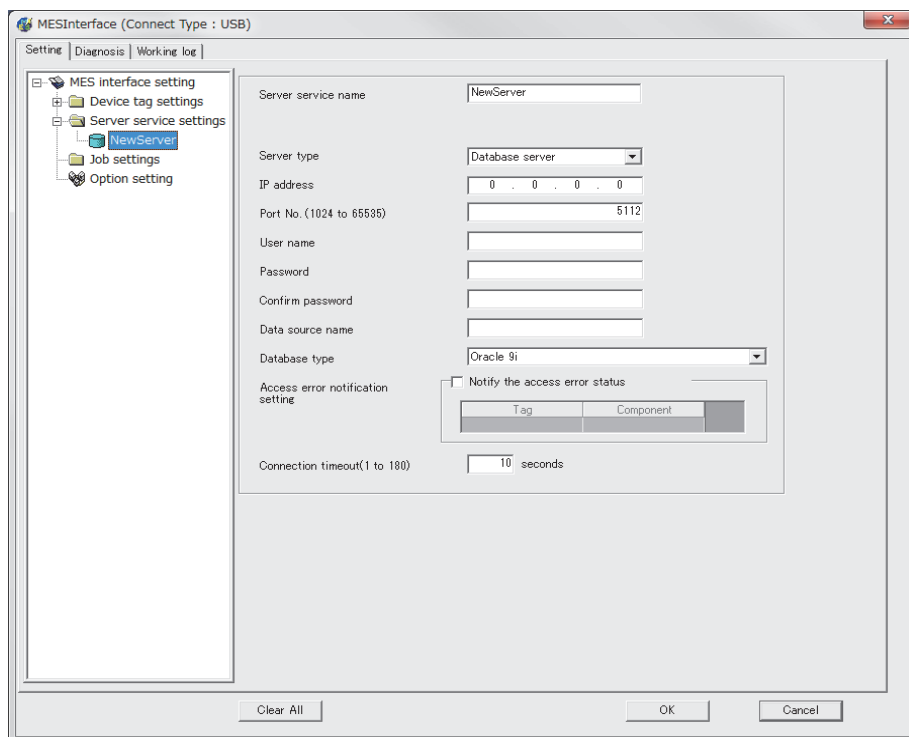 MESInterface (Connect Type : USB)
Setting Diagnosis Working log
MES interface setting
Device tag settings
Server service settings
NewServer
Job settings
Option setting
Server service name NewServer
Server type Database server
IP address 0 . 0 . 0 . 0
Port No.(1024 to 65535) 5112
User name
Password
Confirm password
Data source name
Database type Oracle 9i
Access error notification
setting
Notify the access error status
Tag Component
Connection timeout(1 to 180) 10 seconds
Clear All OK Cancel